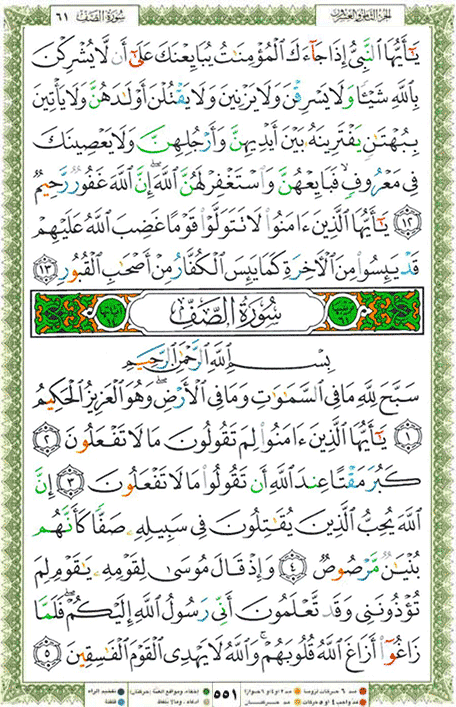 سُورَةُ الصَّف ٦١
الجزء الثامن والعشرون
يَـٰٓأَيُّهَا ٱلنَّبِىُّ إِذَا جَآءَكَ ٱلْمُؤْمِنَـٰتُ يُبَايِعْنَكَ عَلَىٰٓ أَن لَّا يُشْرِكْنَ
بِٱللَّهِ شَيْـًٔا وَلَا يَسْرِقْنَ وَلَا يَزْنِينَ وَلَا يَقْتُلْنَ أَوْلَـٰدَهُنَّ وَلَا يَأْتِينَ
بِبُهْتَـٰنٍ يَفْتَرِينَهُۥ بَيْنَ أَيْدِيهِنَّ وَأَرْجُلِهِنَّ وَلَا يَعْصِينَكَ
فِى مَعْرُوفٍ فَبَايِعْهُنَّ وَٱسْتَغْفِرْ لَهُنَّ ٱللَّهَ إِنَّ ٱللَّهَ غَفُورٌ رَّحِيمٌ
١٢ يَـٰٓأَيُّهَا ٱلَّذِينَ ءَامَنُوا۟ لَا تَتَوَلَّوْا۟ قَوْمًا غَضِبَ ٱللَّهُ عَلَيْهِمْ
قَدْ يَئِسُوا۟ مِنَ ٱلْـَٔاخِرَةِ كَمَا يَئِسَ ٱلْكُفَّارُ مِنْ أَصْحَـٰبِ ٱلْقُبُورِ ١٣
سُورَةُ الصَّفِّ
بِسْمِ ٱللَّهِ ٱلرَّحْمَـٰنِ ٱلرَّحِيمِ
سَبَّحَ لِلَّهِ مَا فِى ٱلسَّمَـٰوَٰتِ وَمَا فِى ٱلْأَرْضِ ۖ وَهُوَ ٱلْعَزِيزُ ٱلْحَكِيمُ
١ يَـٰٓأَيُّهَا ٱلَّذِينَ ءَامَنُوا۟ لِمَ تَقُولُونَ مَا لَا تَفْعَلُونَ ٢
كَبُرَ مَقْتًا عِندَ ٱللَّهِ أَن تَقُولُوا۟ مَا لَا تَفْعَلُونَ ٣ إِنَّ
ٱللَّهَ يُحِبُّ ٱلَّذِينَ يُقَـٰتِلُونَ فِى سَبِيلِهِۦ صَفًّا كَأَنَّهُم
بُنْيَـٰنٌ مَّرْصُوصٌ ٤ وَإِذْ قَالَ مُوسَىٰ لِقَوْمِهِۦ يَـٰقَوْمِ لِمَ
تُؤْذُونَنِى وَقَد تَّعْلَمُونَ أَنِّى رَسُولُ ٱللَّهِ إِلَيْكُمْ ۖ فَلَمَّا
زَاغُوٓا۟ أَزَاغَ ٱللَّهُ قُلُوبَهُمْ ۚ وَٱللَّهُ لَا يَهْدِى ٱلْقَوْمَ ٱلْفَـٰسِقِينَ ٥
٥٥١